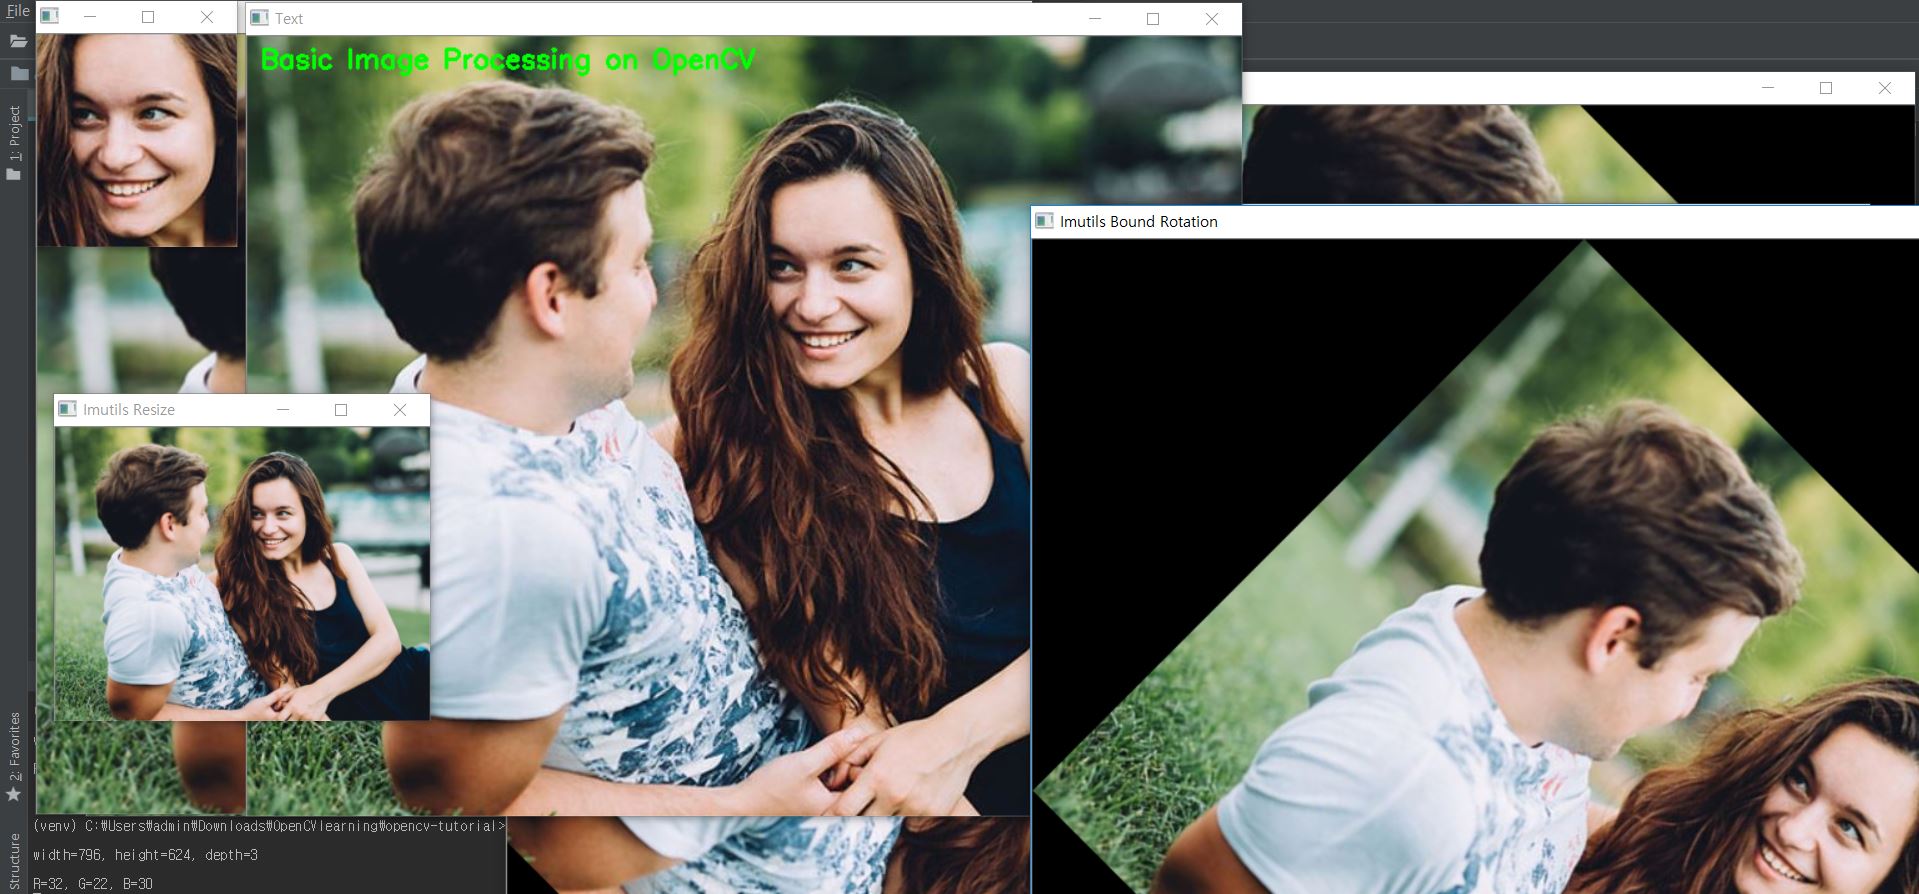 File
Text
Basic Image Processing on OpenCV
1: Project
Imutils Bound Rotation
Imutils Resize
2: Favorites
Structure
(venv) C:₩Users₩admin₩Downloads₩OpenCVlearning₩opencv-tutorial>
width=796, height=624, depth=3
R=32, G=22, B=30